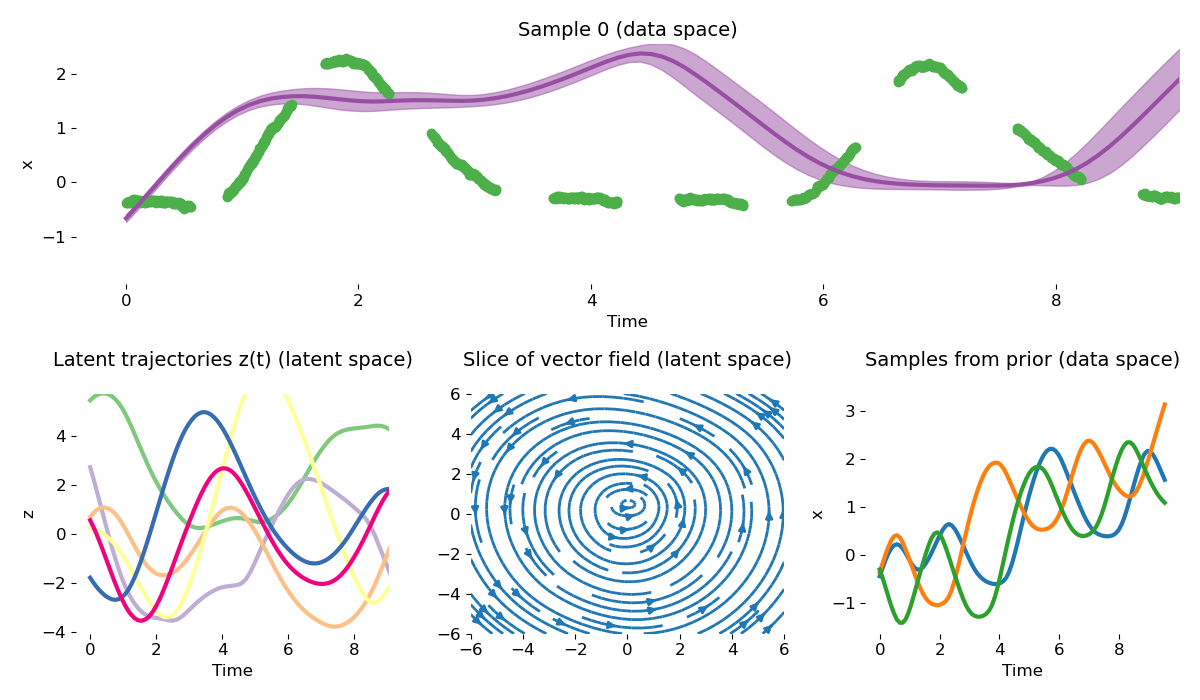 Sample 0 (data space)
x
2
1
0
−1
0 2 4 6 8
Time
Latent trajectories z(t) (latent space)
z
4
2
0
−2
−4
0 2 4 6 8
Time
Slice of vector field (latent space)
6
4
2
0
−2
−4
−6
−6 −4 −2 0 2 4 6
Samples from prior (data space)
x
3
2
1
0
−1
0 2 4 6 8
Time